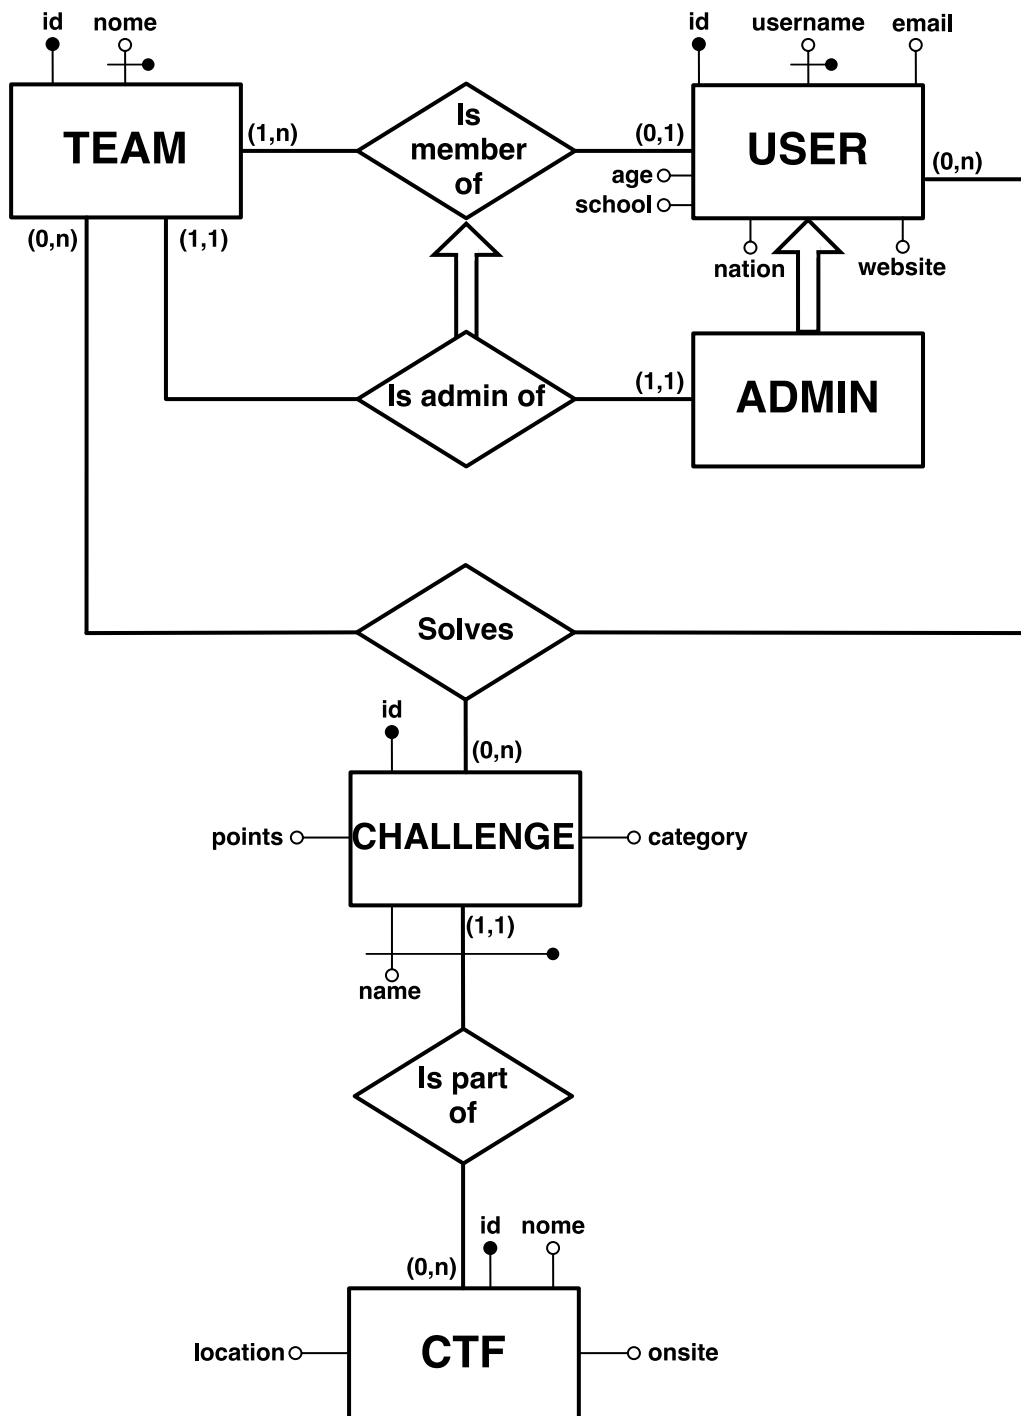 id
nome
id
username
email
TEAM
(1,n)
Is
member
of
(0,1)
USER
(0,n)
age
school
(0,n)
(1,1)
nation
website
Is admin of
(1,1)
ADMIN
Solves
id
(0,n)
points
CHALLENGE
category
(1,1)
name
Is part
of
id
nome
(0,n)
location
CTF
onsite